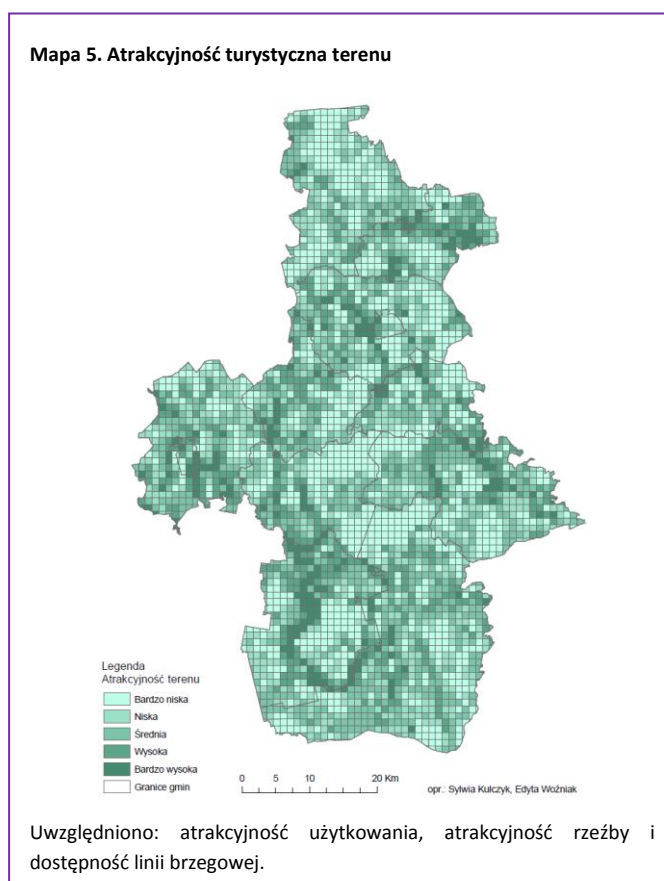 Mapa 5. Atrakcyjność turystyczna terenu
Legenda
Atrakcyjność terenu
Bardzo niska
Niska
Średnia
Wysoka
Bardzo wysoka
Granice gmin
0 5 10 20 Km
opr.: Sylwia Kulczyk, Edyta Woźniak
Uwzględniono: atrakcyjność użytkowania, atrakcyjność rzeźby i
dostępność linii brzegowej.